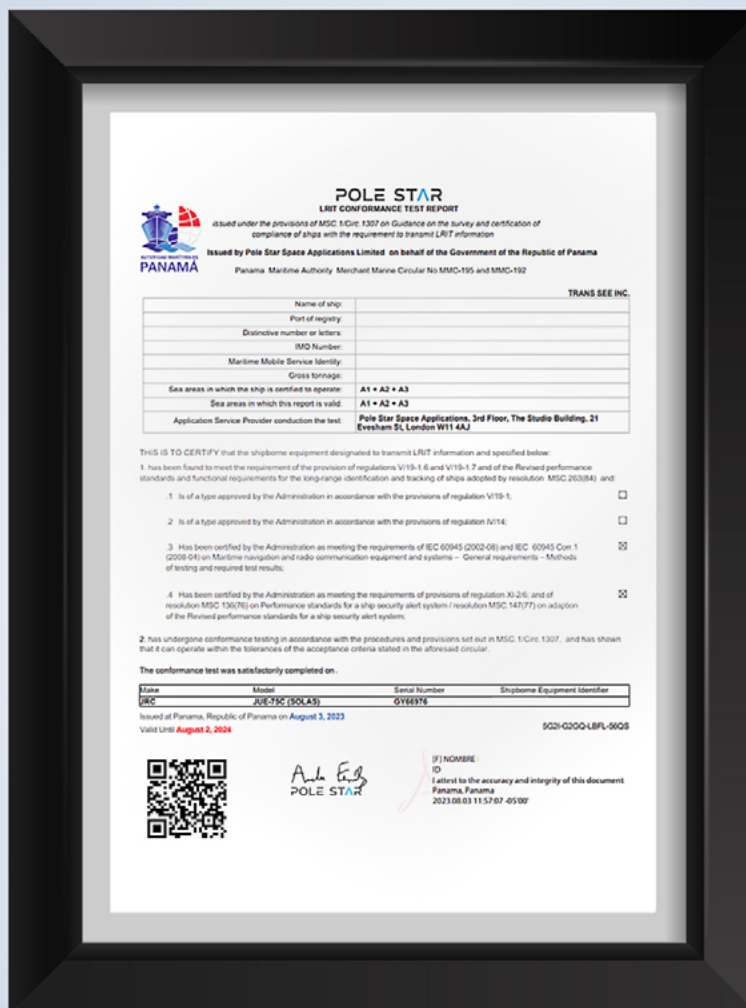 POLE STAR
LRIT CONFORMANCE TEST REPORT
issued under the provisions of MSC.1/Circ.1307 on Guidance on the survey and certification of
compliance of ships with the requirement to transmit LRIT information
AUTORIDAD MARÍTIMA DE
PANAMÁ
Issued by Pole Star Space Applications Limited on behalf of the Government of the Republic of Panama
Panama Maritime Authority Merchant Marine Circular No MMC-195 and MMC-192
TRANS SEE INC.
Name of ship:
Port of registry:
Distinctive number or letters:
IMO Number:
Maritime Mobile Service Identity:
Gross tonnage:
Sea areas in which the ship is certified to operate: A1 + A2 + A3
Sea areas in which this report is valid: A1 + A2 + A3
Application Service Provider conduction the test: Pole Star Space Applications, 3rd Floor, The Studio Building, 21
Evesham St, London W11 4AJ
THIS IS TO CERTIFY that the shipborne equipment designated to transmit LRIT information and specified below:
1. has been found to meet the requirement of the provision of regulations V/19-1.6 and V/19-1.7 and of the Revised performance
standards and functional requirements for the long-range identification and tracking of ships adopted by resolution MSC.263(84) and:
.1 Is of a type approved by the Administration in accordance with the provisions of regulation V/19-1;
.2 Is of a type approved by the Administration in accordance with the provisions of regulation IV/14;
.3 Has been certified by the Administration as meeting the requirements of IEC 60945 (2002-08) and IEC 60945 Corr.1
(2008-04) on Maritime navigation and radio communication equipment and systems – General requirements – Methods
of testing and required test results;
.4 Has been certified by the Administration as meeting the requirements of provisions of regulation XI-2/6; and of
resolution MSC 136(76) on Performance standards for a ship security alert system / resolution MSC.147(77) on adaption
of the Revised performance standards for a ship security alert system;
2. has undergone conformance testing in accordance with the procedures and provisions set out in MSC.1/Circ.1307, and has shown
that it can operate within the tolerances of the acceptance criteria stated in the aforesaid circular.
The conformance test was satisfactorily completed on.
Make Model Serial Number Shipborne Equipment Identifier
JRC JUE-75C (SOLAS) GY66976
Issued at Panama, Republic of Panama on August 3, 2023
Valid Until August 2, 2024
5G2I-G2GQ-LBFL-56QS
POLE STAR
[F] NOMBRE
ID
I attest to the accuracy and integrity of this document
Panama, Panama
2023.08.03 11:57:07 -05'00'